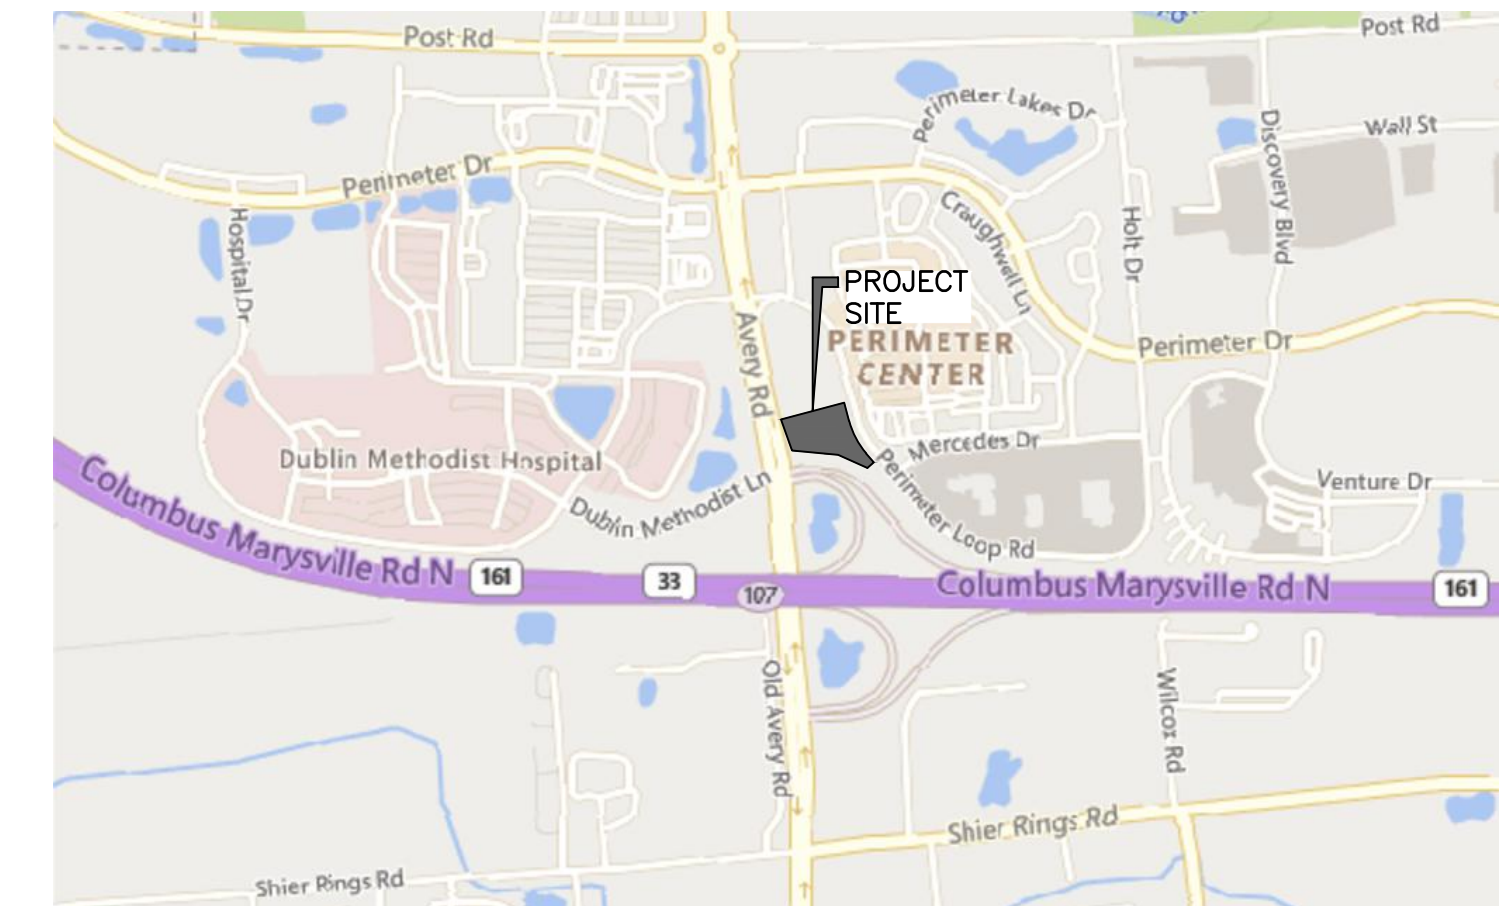 Post Rd
Post Rd
Perimeter Lakes Dr
Wall St
Discovery Blvd
Perimeter Dr
Hospital Dr
Craughwell Ln
Holt Dr
PROJECT
SITE
Avery Rd
PERIMETER
CENTER
Perimeter Dr
Mercedes Dr
Dublin Methodist Hospital
Dublin Methodist Ln
Perimeter Loop Rd
Venture Dr
Columbus Marysville Rd N
161
33
107
Columbus Marysville Rd N
161
Old Avery Rd
Wilcox Rd
Shier Rings Rd
Shier Rings Rd